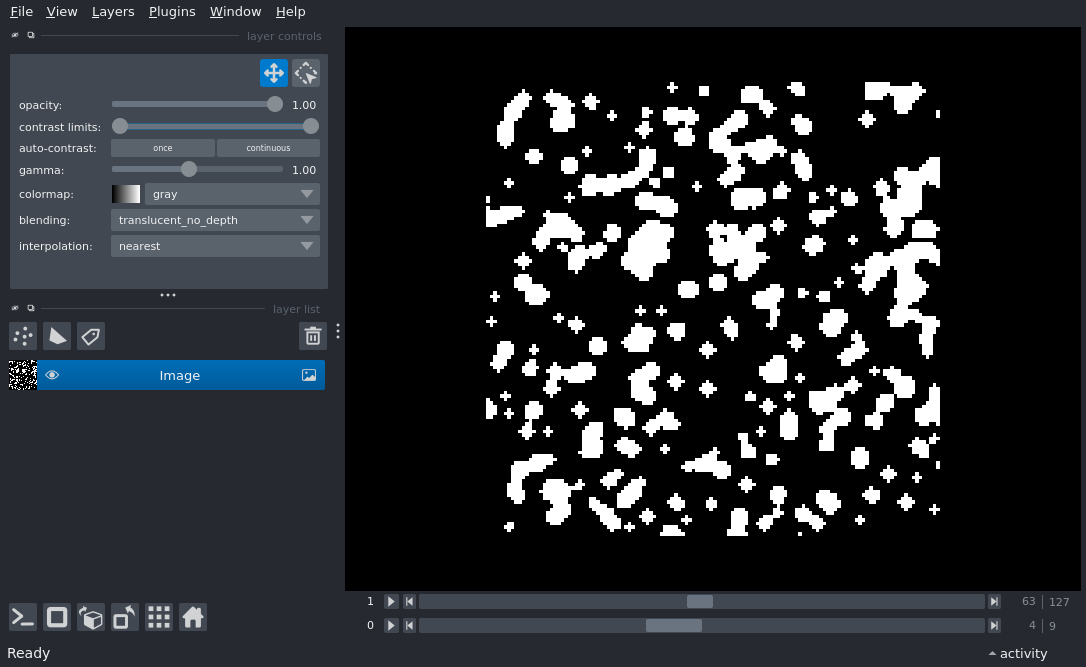 File View Layers Plugins Window Help
layer controls
opacity: 1.00
contrast limits:
auto-contrast: once continuous
gamma: 1.00
colormap: gray
blending: translucent_no_depth
interpolation: nearest
layer list
Image
1 63 127
0 4 9
Ready activity